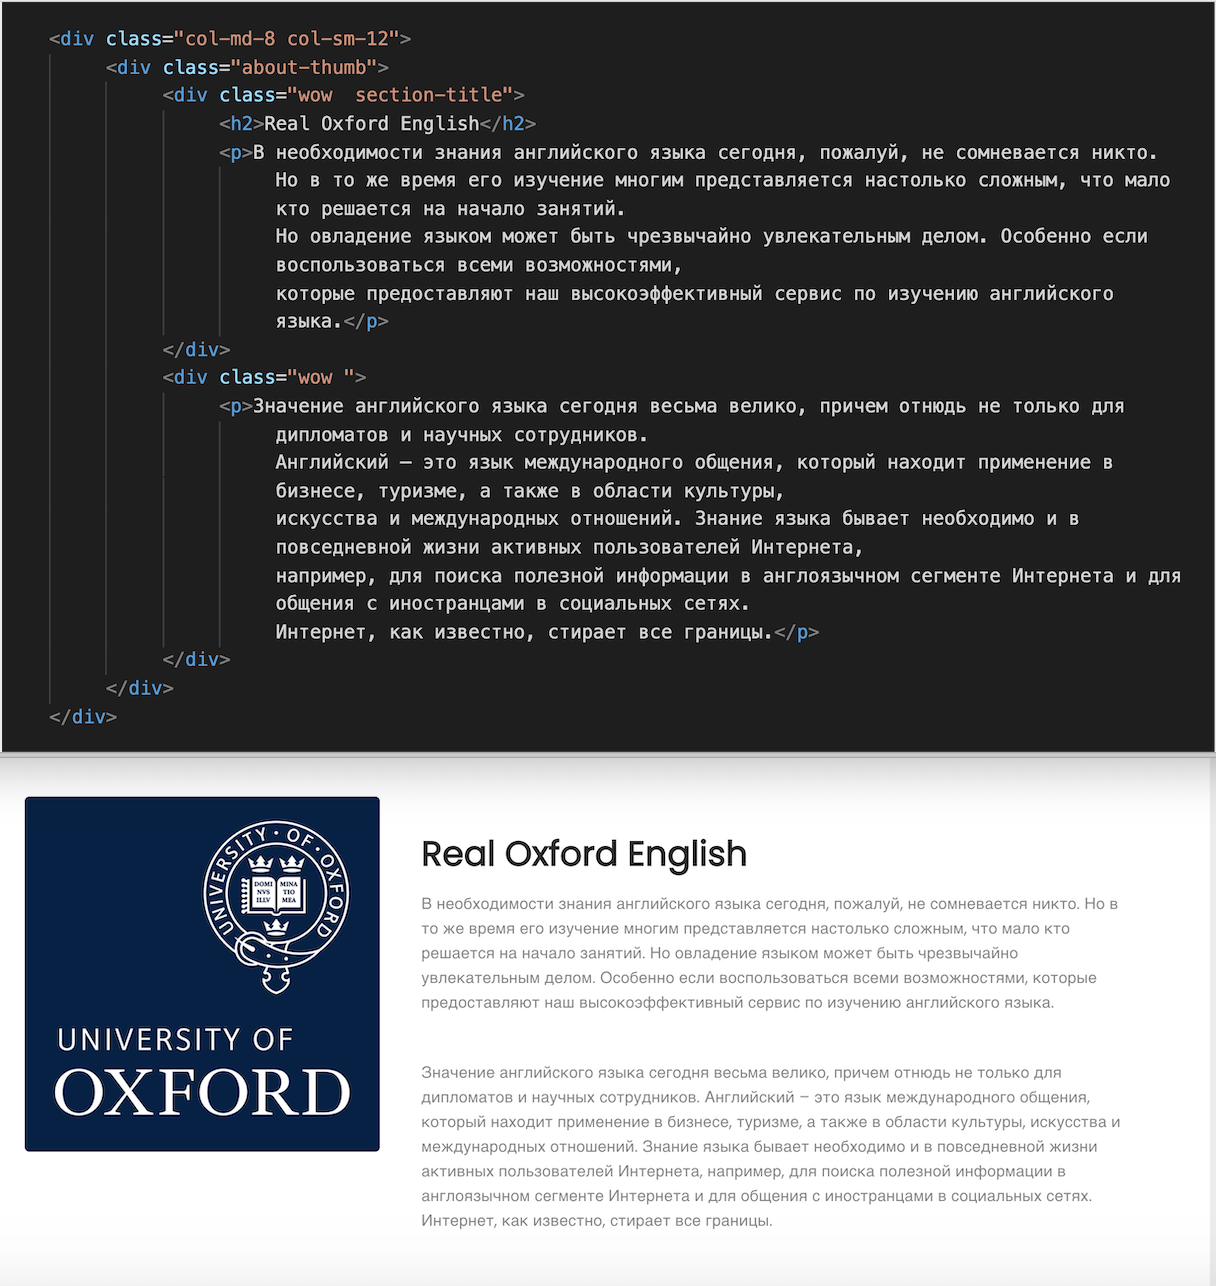 <div class="col-md-8 col-sm-12">
<div class="about-thumb">
<div class="wow  section-title">
<h2>Real Oxford English</h2>
<p>В необходимости знания английского языка сегодня, пожалуй, не сомневается никто.
Но в то же время его изучение многим представляется настолько сложным, что мало
кто решается на начало занятий.
Но овладение языком может быть чрезвычайно увлекательным делом. Особенно если
воспользоваться всеми возможностями,
которые предоставляют наш высокоэффективный сервис по изучению английского
языка.</p>
</div>
<div class="wow ">
<p>Значение английского языка сегодня весьма велико, причем отнюдь не только для
дипломатов и научных сотрудников.
Английский – это язык международного общения, который находит применение в
бизнесе, туризме, а также в области культуры,
искусства и международных отношений. Знание языка бывает необходимо и в
повседневной жизни активных пользователей Интернета,
например, для поиска полезной информации в англоязычном сегменте Интернета и для
общения с иностранцами в социальных сетях.
Интернет, как известно, стирает все границы.</p>
</div>
</div>
</div>
UNIVERSITY · OF · OXFORD
DOMI MINA
NVS TIO
ILLV MEA
UNIVERSITY OF
OXFORD
Real Oxford English
В необходимости знания английского языка сегодня, пожалуй, не сомневается никто. Но в
то же время его изучение многим представляется настолько сложным, что мало кто
решается на начало занятий. Но овладение языком может быть чрезвычайно
увлекательным делом. Особенно если воспользоваться всеми возможностями, которые
предоставляют наш высокоэффективный сервис по изучению английского языка.
Значение английского языка сегодня весьма велико, причем отнюдь не только для
дипломатов и научных сотрудников. Английский – это язык международного общения,
который находит применение в бизнесе, туризме, а также в области культуры, искусства и
международных отношений. Знание языка бывает необходимо и в повседневной жизни
активных пользователей Интернета, например, для поиска полезной информации в
англоязычном сегменте Интернета и для общения с иностранцами в социальных сетях.
Интернет, как известно, стирает все границы.